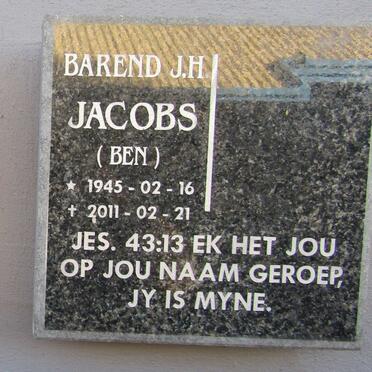 BAREND J.H.
JACOBS
( BEN )
★ 1945 - 02 - 16
✝ 2011 - 02 - 21
JES. 43:13 EK HET JOU
OP JOU NAAM GEROEP,
JY IS MYNE.